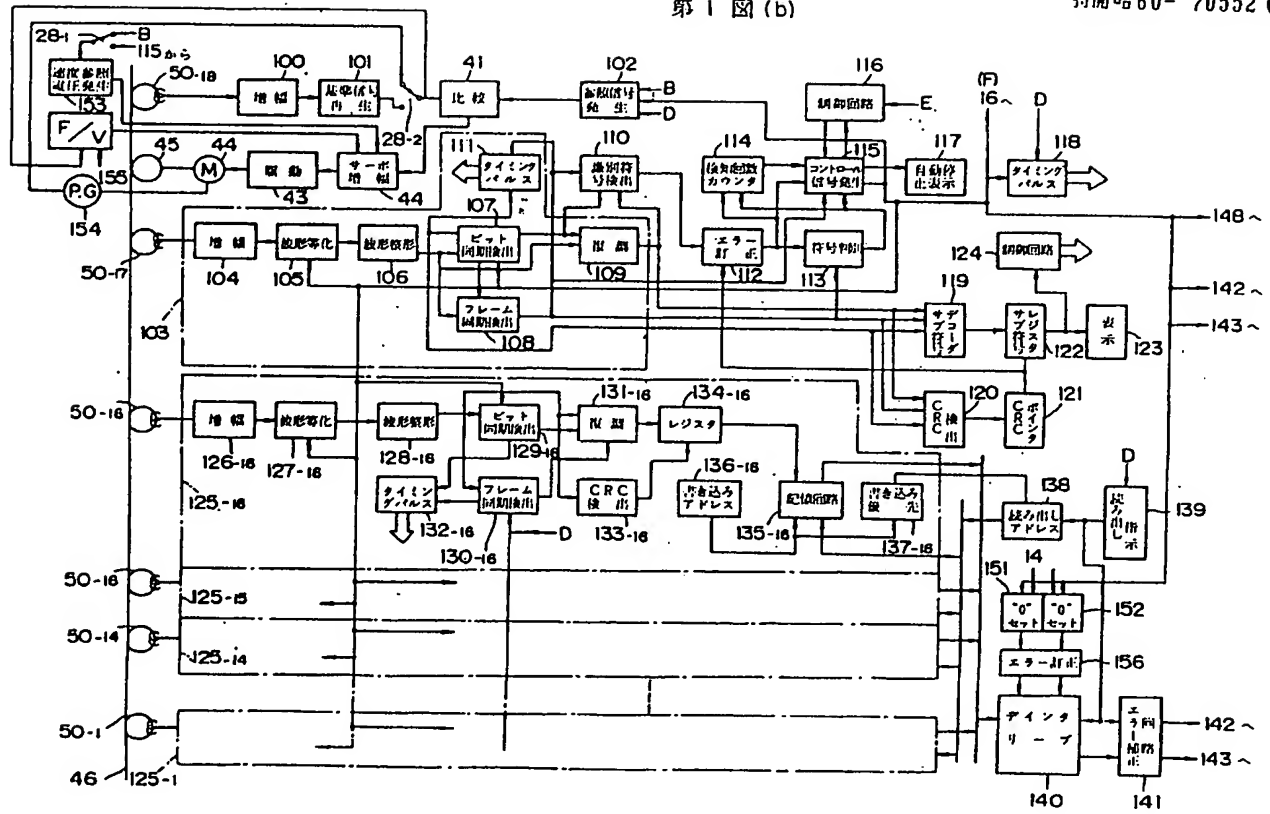 第1図(b)
特開昭60- 70552
28-1
B
115から
速度参照
電圧発生
153
50-18
100
増幅
101
基準信号
再生
28-2
41
比較
102
参照信号
発生
B
D
116
制御回路
E
(F)
16へ
D
118
タイミング
パルス
F/V
155
45
44
M
43
駆動
サーボ
増幅
44
P.G
154
111
タイミング
パルス
110
識別符
号検出
114
検知回数
カウンタ
115
コントロール
信号発生
117
自動停
止表示
148へ
50-17
104
増幅
105
波形等化
106
波形整形
107
ビット
同期検出
109
復調
112
エラー
訂正
113
符号判別
124
制御回路
142へ
143へ
103
108
フレーム
同期検出
119
サブ符号
デコーダ
122
サブ符号
レジスタ
123
表示
50-16
126-16
増幅
127-16
波形等化
128-16
波形整形
129-16
ビット
同期検出
131-16
復調
134-16
レジスタ
120
CRC
検出
121
CRC
ポインタ
125-16
132-16
タイミン
グパルス
130-16
フレーム
同期検出
D
133-16
CRC
検出
136-16
書き込み
アドレス
135-16
記憶回路
137-16
書き込み
優先
138
読み出し
アドレス
D
139
読み出し
指示
50-16
125-15
50-14
125-14
151
14
152
"0"
セット
"0"
セット
エラー訂正
156
50-1
46
125-1
デインタ
リーブ
140
エラー補正
回路
141
142へ
143へ